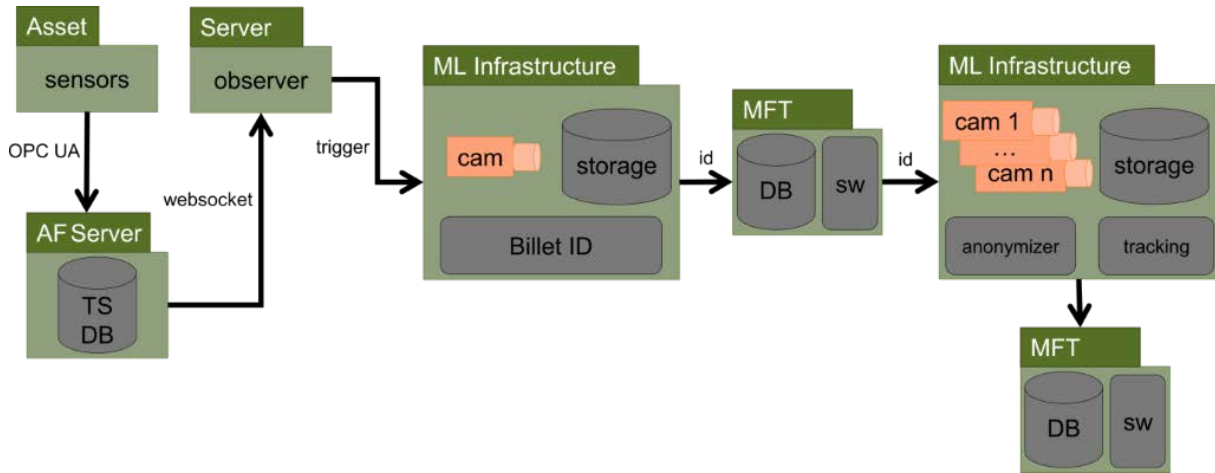 Asset
sensors
OPC UA
AF Server
TS
DB
websocket
Server
observer
trigger
ML Infrastructure
cam
storage
Billet ID
id
MFT
DB
sw
id
ML Infrastructure
cam 1
...
cam n
storage
anonymizer
tracking
MFT
DB
sw